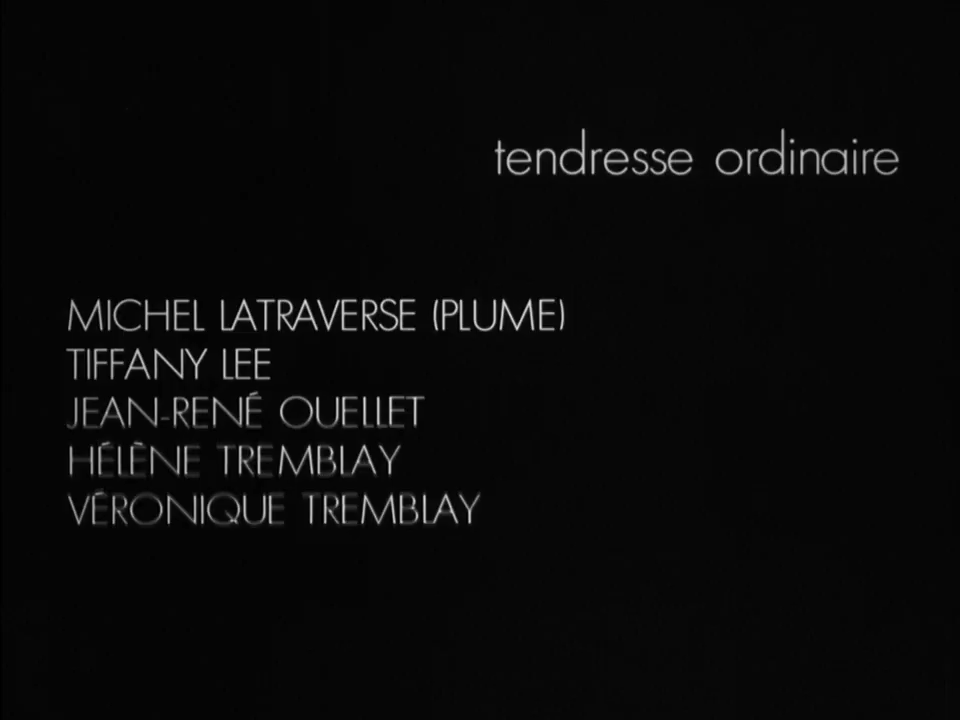 tendresse ordinaire
MICHEL LATRAVERSE (PLUME)
TIFFANY LEE
JEAN-RENÉ OUELLET
HÉLÈNE TREMBLAY
VÉRONIQUE TREMBLAY